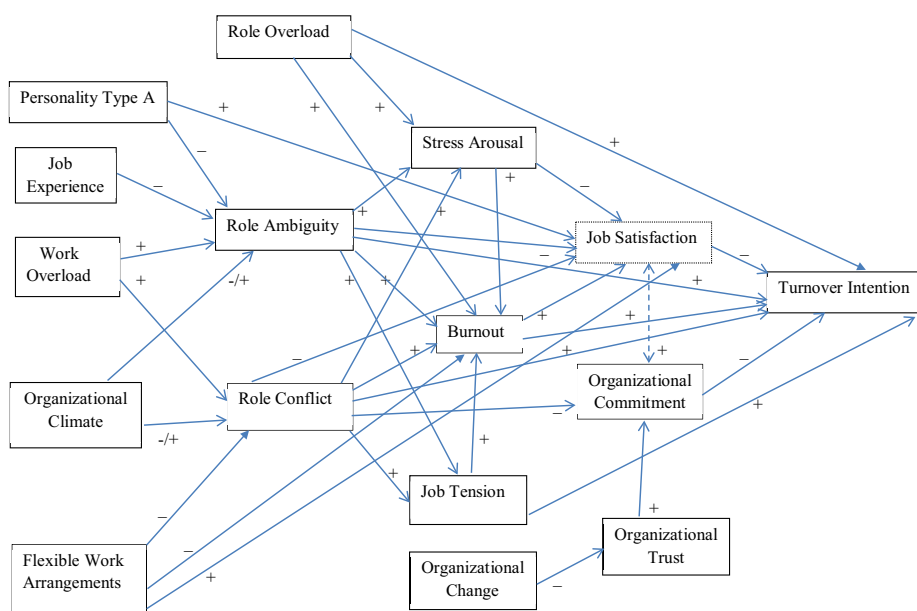 Role Overload
Personality Type A
+
+
+
+
Stress Arousal
Job
Experience
–
–
+
–
Role Ambiguity
+
+
Job Satisfaction
Work
Overload
+
+
-/+
+
+
–
+
–
Turnover Intention
Burnout
+
+
–
+
+
+
–
Organizational
Climate
-/+
Role Conflict
Organizational
Commitment
–
+
+
+
Job Tension
–
–
+
+
Flexible Work
Arrangements
Organizational
Change
–
Organizational
Trust